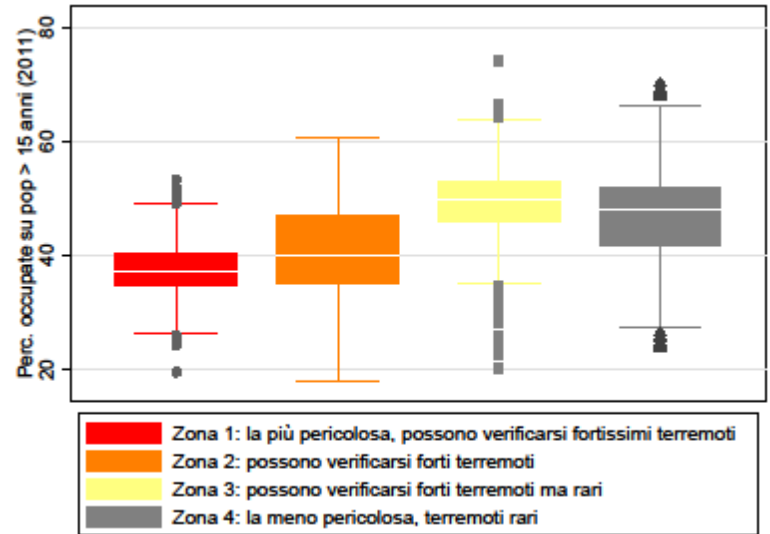 Perc. occupate su pop > 15 anni (2011)
80
60
40
20
Zona 1: la più pericolosa, possono verificarsi fortissimi terremoti
Zona 2: possono verificarsi forti terremoti
Zona 3: possono verificarsi forti terremoti ma rari
Zona 4: la meno pericolosa, terremoti rari